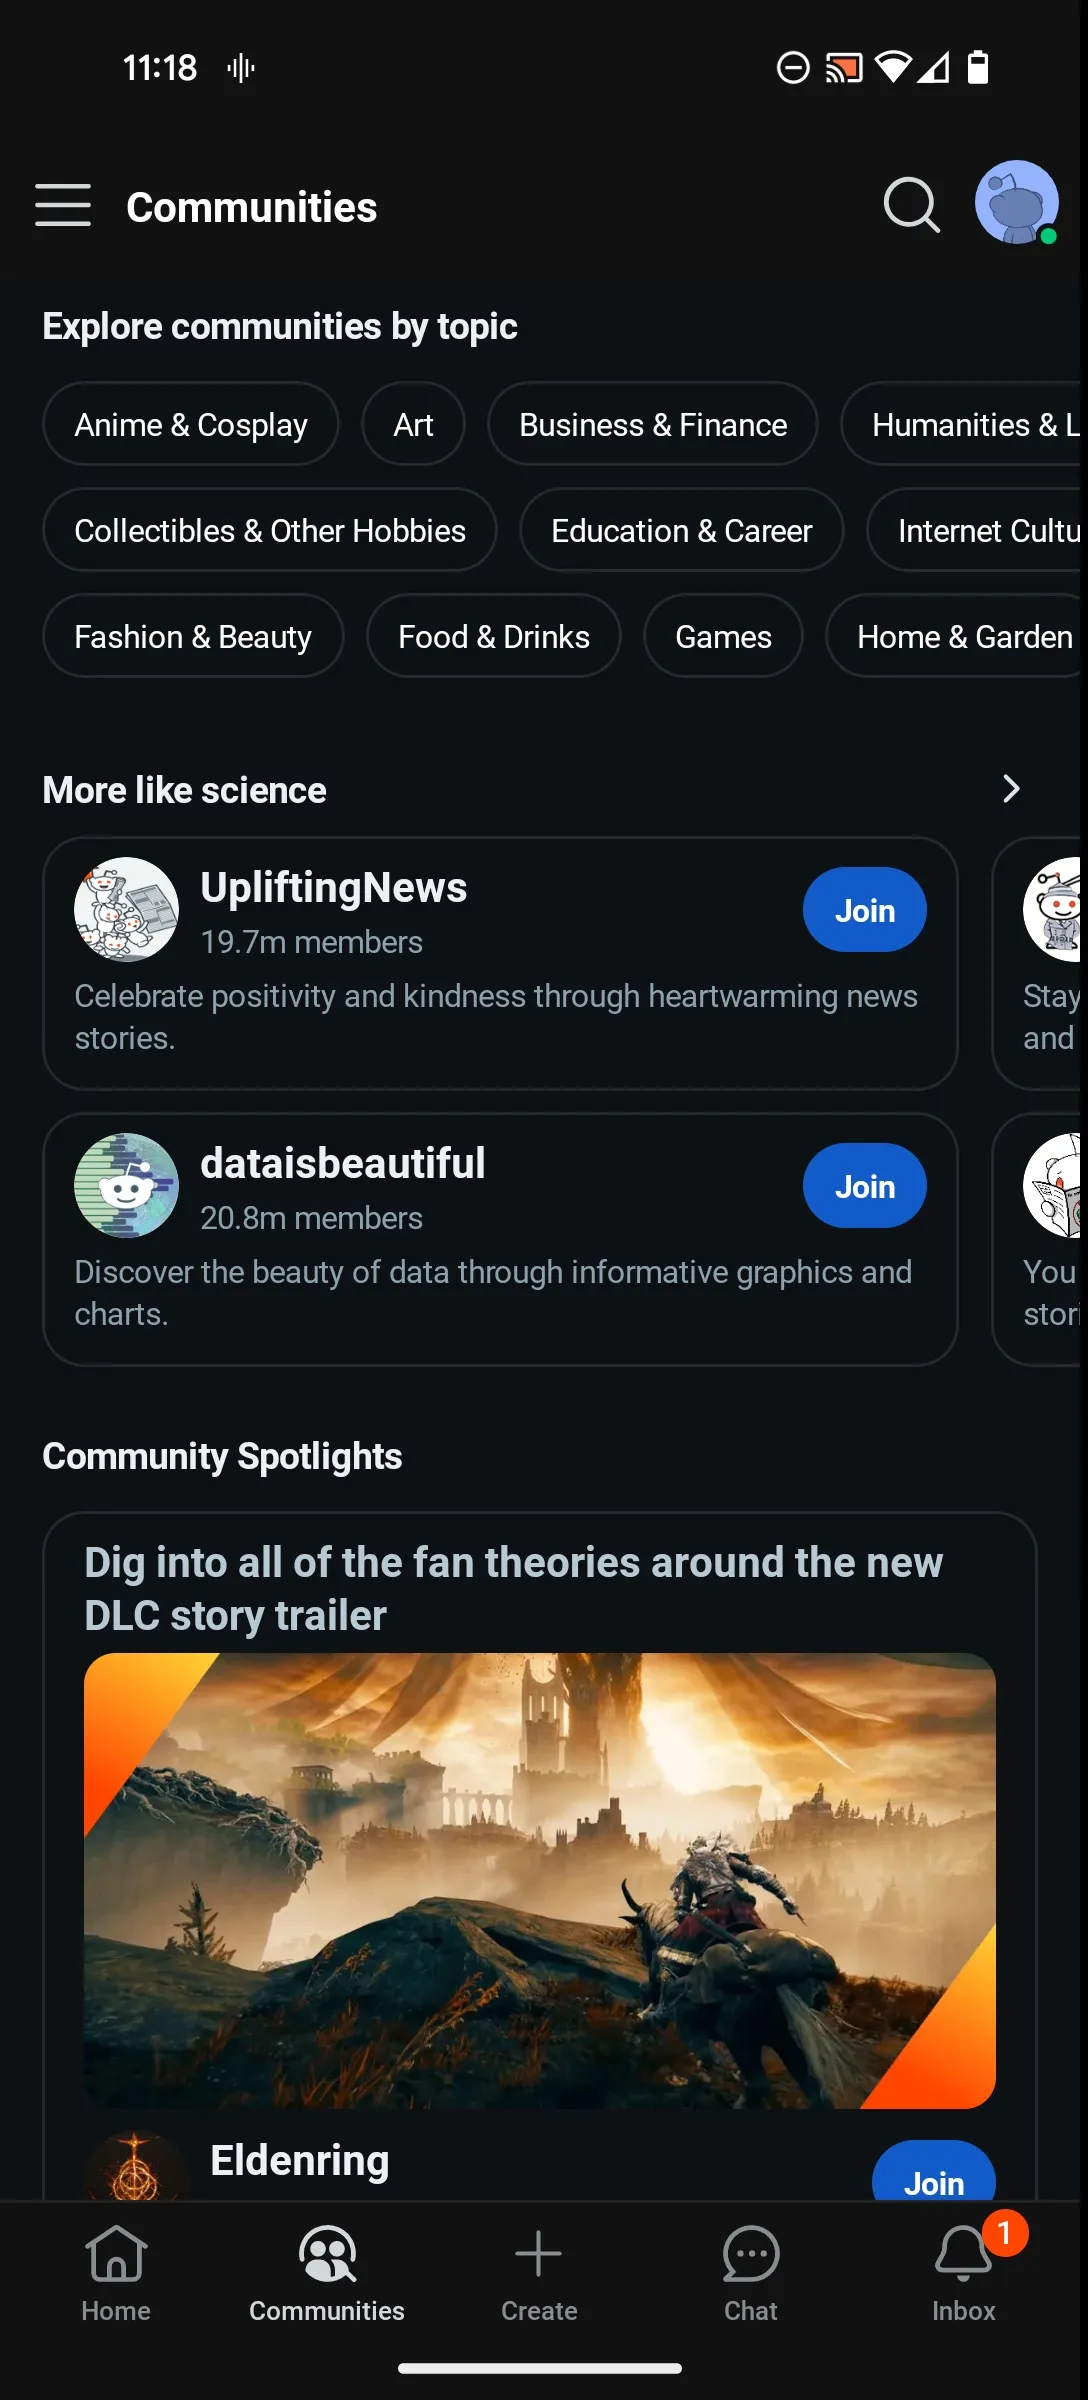 11:18
Communities
Explore communities by topic
Anime & Cosplay
Art
Business & Finance
Humanities & L
Collectibles & Other Hobbies
Education & Career
Internet Cultu
Fashion & Beauty
Food & Drinks
Games
Home & Garden
More like science
UpliftingNews
Join
19.7m members
Celebrate positivity and kindness through heartwarming news
stories.
Stay
and
dataisbeautiful
Join
20.8m members
Discover the beauty of data through informative graphics and
charts.
You
stori
Community Spotlights
Dig into all of the fan theories around the new
DLC story trailer
Eldenring
Join
1
Home
Communities
Create
Chat
Inbox